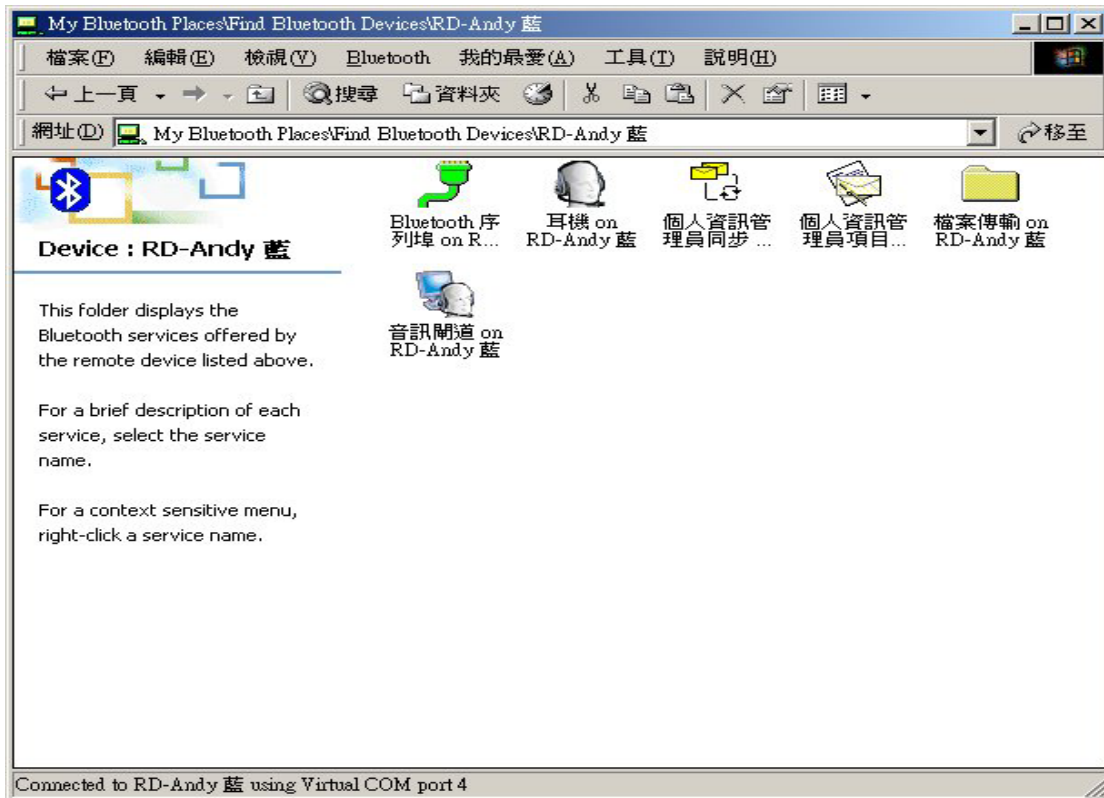 My Bluetooth Places\Find Bluetooth Devices\RD-Andy 藍
檔案(F) 編輯(E) 檢視(V) Bluetooth 我的最愛(A) 工具(T) 說明(H)
上一頁 搜尋 資料夾
網址(D) My Bluetooth Places\Find Bluetooth Devices\RD-Andy 藍 移至
Device : RD-Andy 藍
This folder displays the
Bluetooth services offered by
the remote device listed above.
For a brief description of each
service, select the service
name.
For a context sensitive menu,
right-click a service name.
Bluetooth 序
列埠 on R...
耳機 on
RD-Andy 藍
個人資訊管
理員同步 ...
個人資訊管
理員項目...
檔案傳輸 on
RD-Andy 藍
音訊閘道 on
RD-Andy 藍
Connected to RD-Andy 藍 using Virtual COM port 4